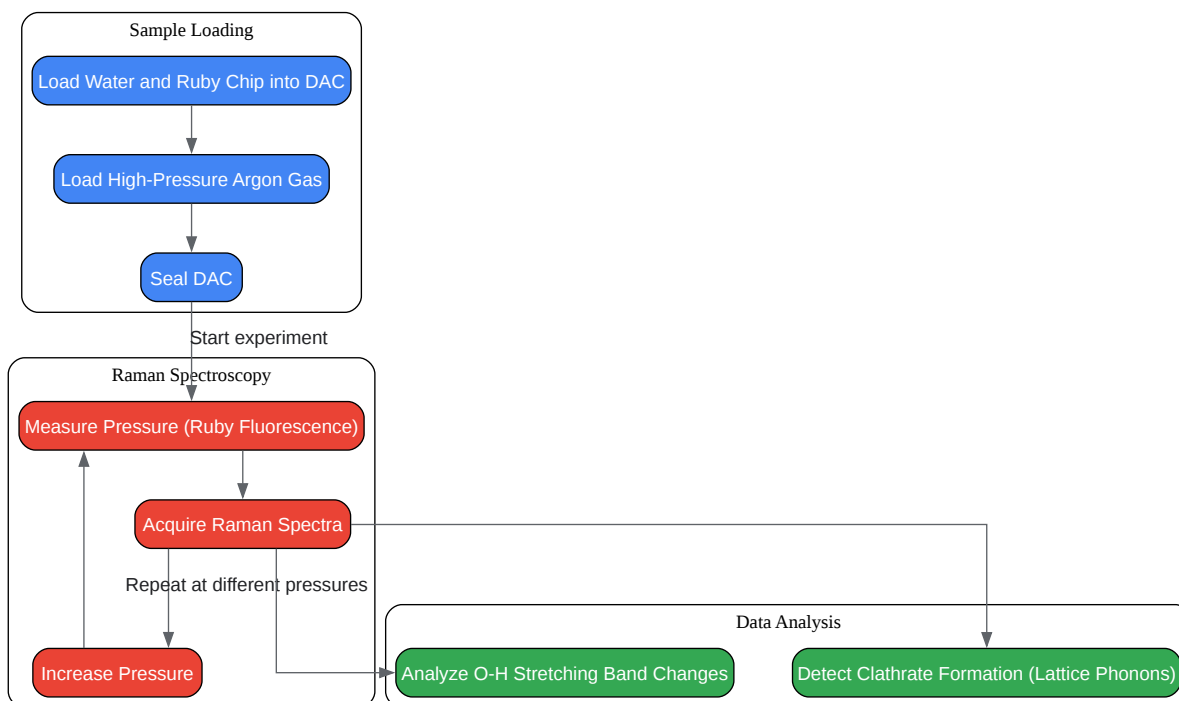 Sample Loading
Load Water and Ruby Chip into DAC
Load High-Pressure Argon Gas
Seal DAC
Start experiment
Raman Spectroscopy
Measure Pressure (Ruby Fluorescence)
Acquire Raman Spectra
Repeat at different pressures
Increase Pressure
Data Analysis
Analyze O-H Stretching Band Changes
Detect Clathrate Formation (Lattice Phonons)